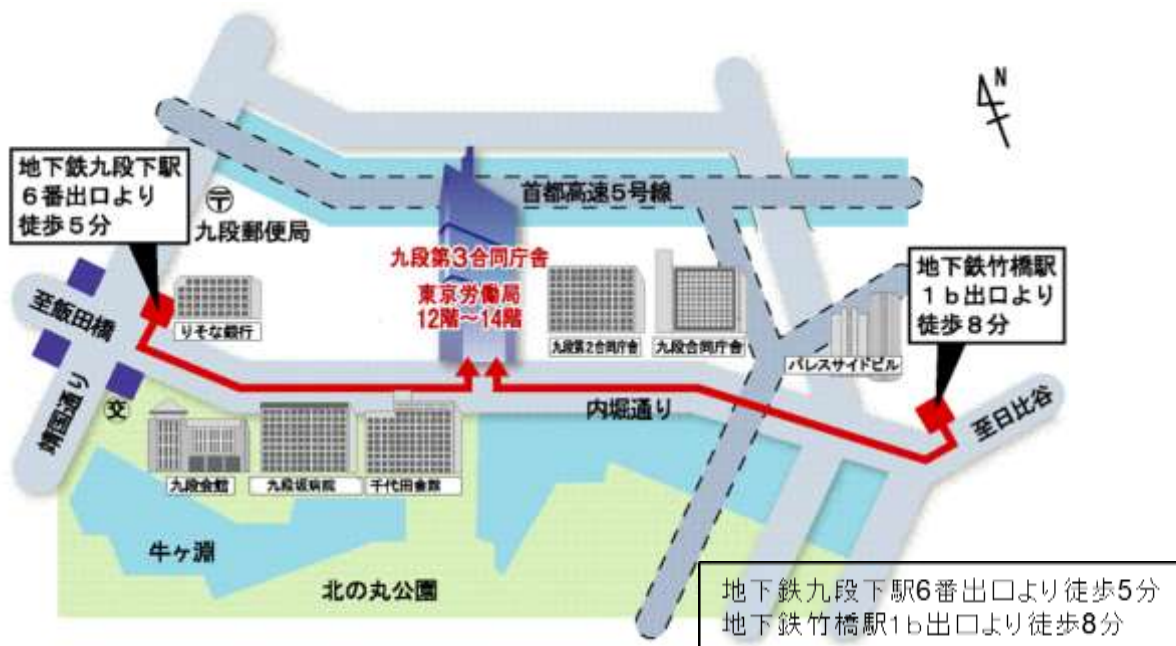 N
地下鉄九段下駅
6番出口より
徒歩5分
〒
九段郵便局
首都高速5号線
九段第3合同庁舎
東京労働局
12階～14階
地下鉄竹橋駅
1b出口より
徒歩8分
至飯田橋
りそな銀行
九段第2合同庁舎
九段合同庁舎
パレスサイドビル
靖国通り
交
内堀通り
至日比谷
九段会館
九段坂病院
千代田会館
牛ヶ淵
北の丸公園
地下鉄九段下駅6番出口より徒歩5分
地下鉄竹橋駅1b出口より徒歩8分